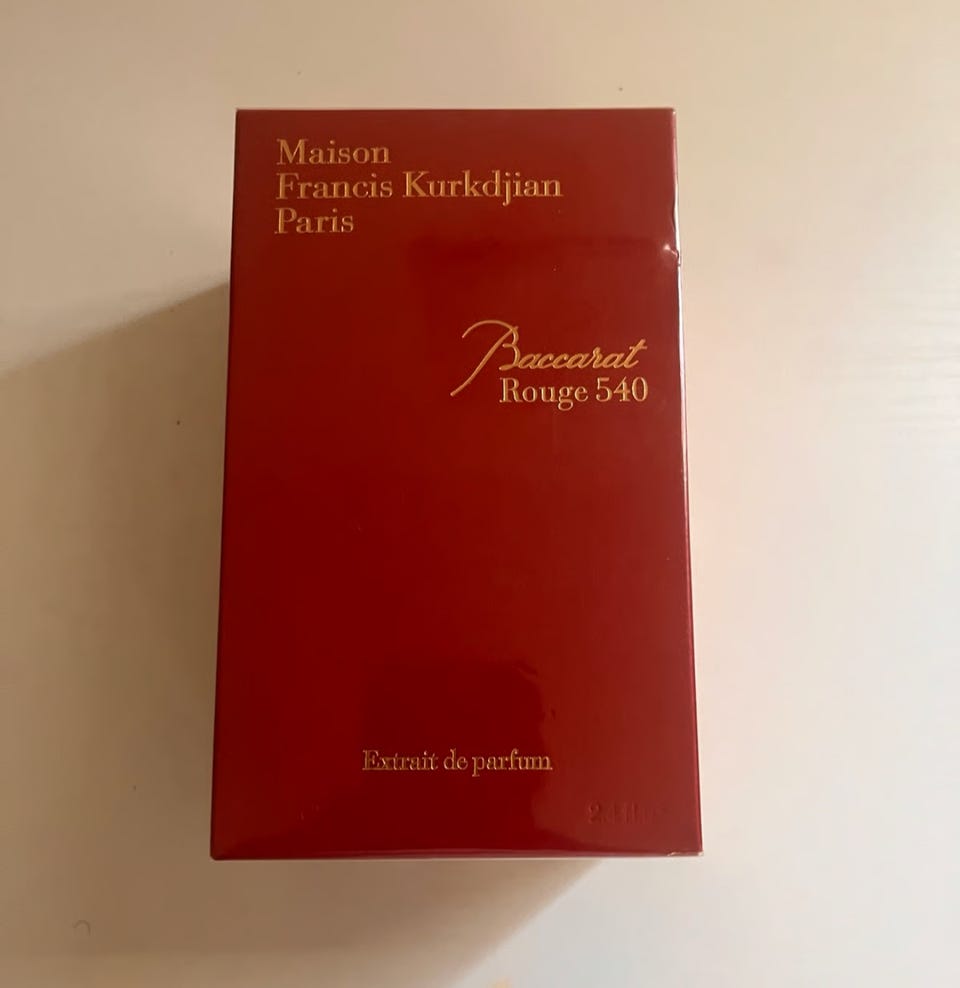 Maison
Francis Kurkdjian
Paris
Baccarat
Rouge 540
Extrait de parfum